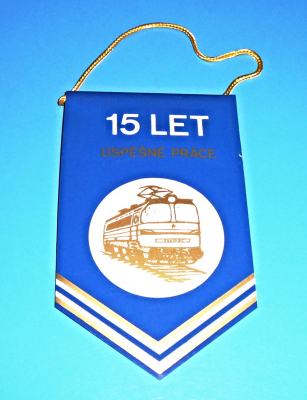 15 LET
ÚSPĚŠNÉ PRÁCE